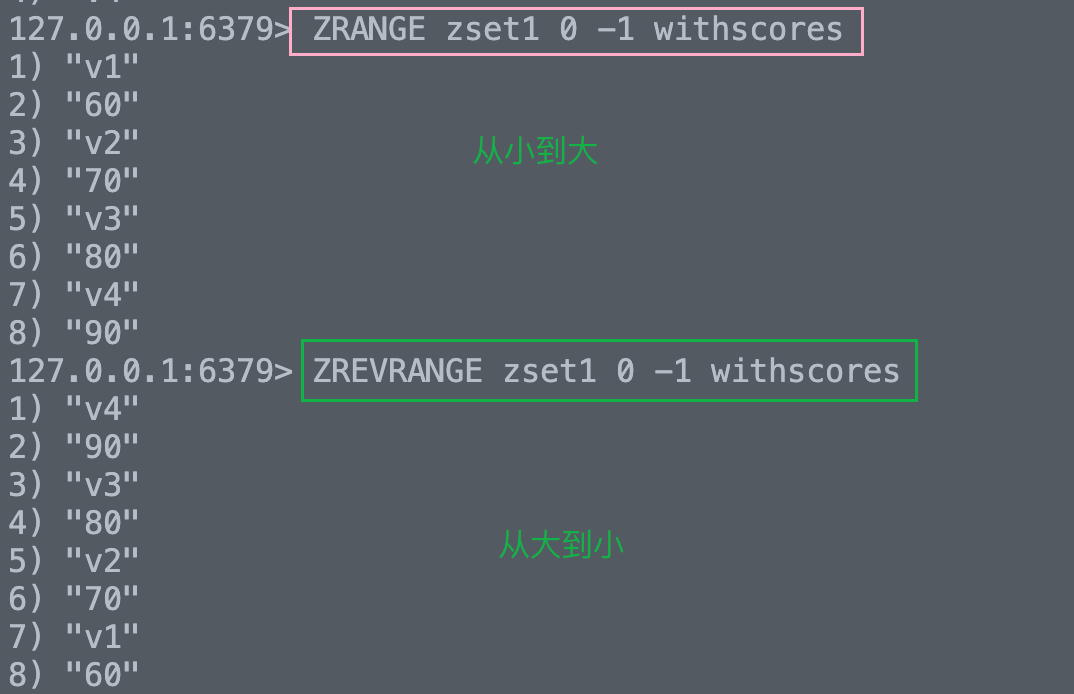 127.0.0.1:6379> ZRANGE zset1 0 -1 withscores
1) "v1"
2) "60"
3) "v2"
从小到大
4) "70"
5) "v3"
6) "80"
7) "v4"
8) "90"
127.0.0.1:6379> ZREVRANGE zset1 0 -1 withscores
1) "v4"
2) "90"
3) "v3"
4) "80"
从大到小
5) "v2"
6) "70"
7) "v1"
8) "60"